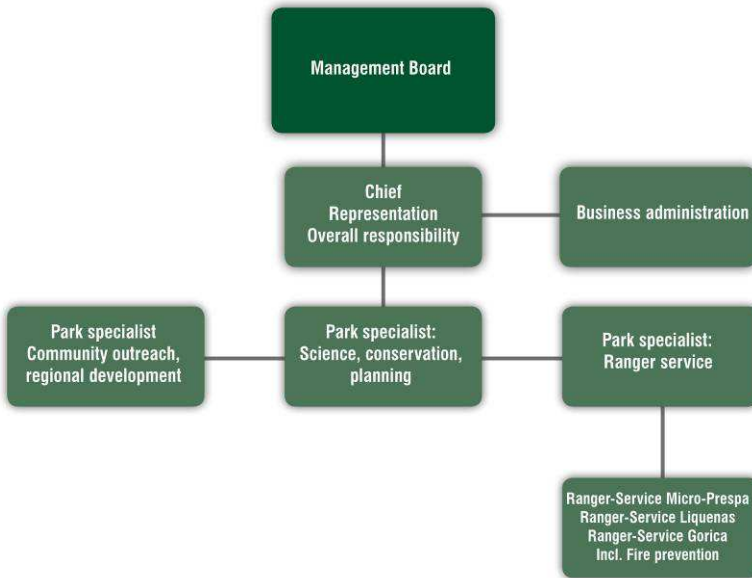 Management Board
Chief
Representation
Overall responsibility
Business administration
Park specialist
Community outreach,
regional development
Park specialist:
Science, conservation,
planning
Park specialist:
Ranger service
Ranger-Service Micro-Prespa
Ranger-Service Liquenas
Ranger-Service Gorica
Incl. Fire prevention